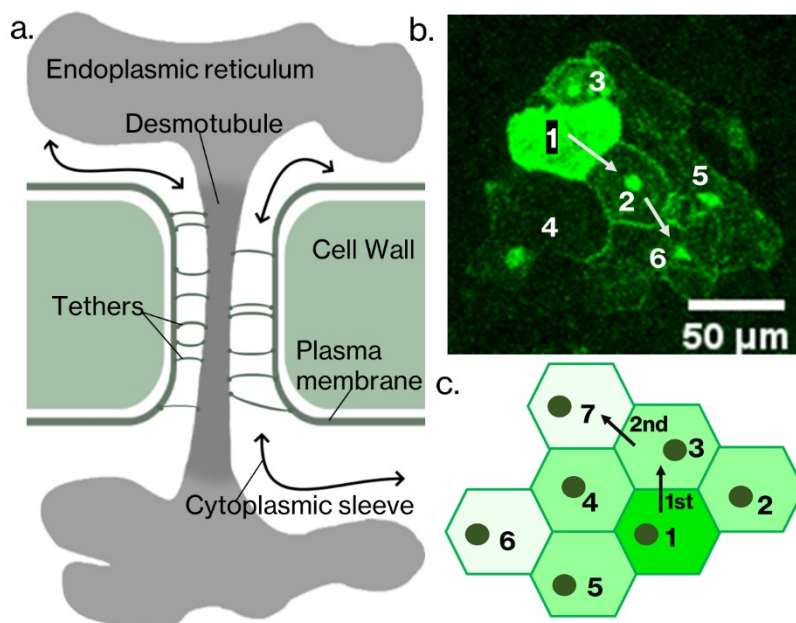 a.
Endoplasmic reticulum
Desmotubule
Cell Wall
Tethers
Plasma
membrane
Cytoplasmic sleeve
b.
3
1
2
5
4
6
50 µm
c.
7
2nd
3
4
1st
2
6
1
5